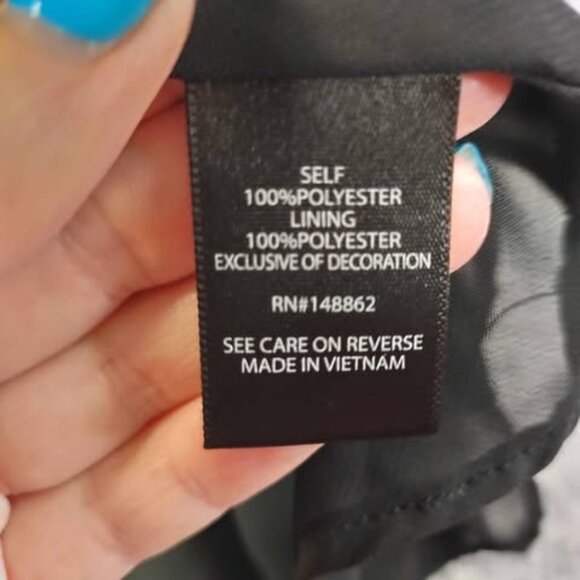 SELF
100%POLYESTER
LINING
100%POLYESTER
EXCLUSIVE OF DECORATION
RN#148862
SEE CARE ON REVERSE
MADE IN VIETNAM